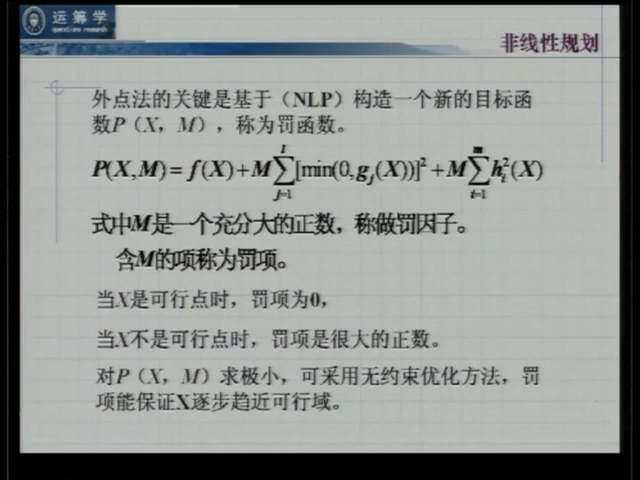 运筹学
operations research
非线性规划
外点法的关键是基于（NLP）构造一个新的目标函
数P（X，M），称为罚函数。
P(X,M)=f(X)+M∑_{j=1}^{l}[min(0,g_j(X))]²+M∑_{i=1}^{m}h_i²(X)
式中M是一个充分大的正数，称做罚因子。
含M的项称为罚项。
当X是可行点时，罚项为0，
当X不是可行点时，罚项是很大的正数。
对P（X，M）求极小，可采用无约束优化方法，罚
项能保证X逐步趋近可行域。